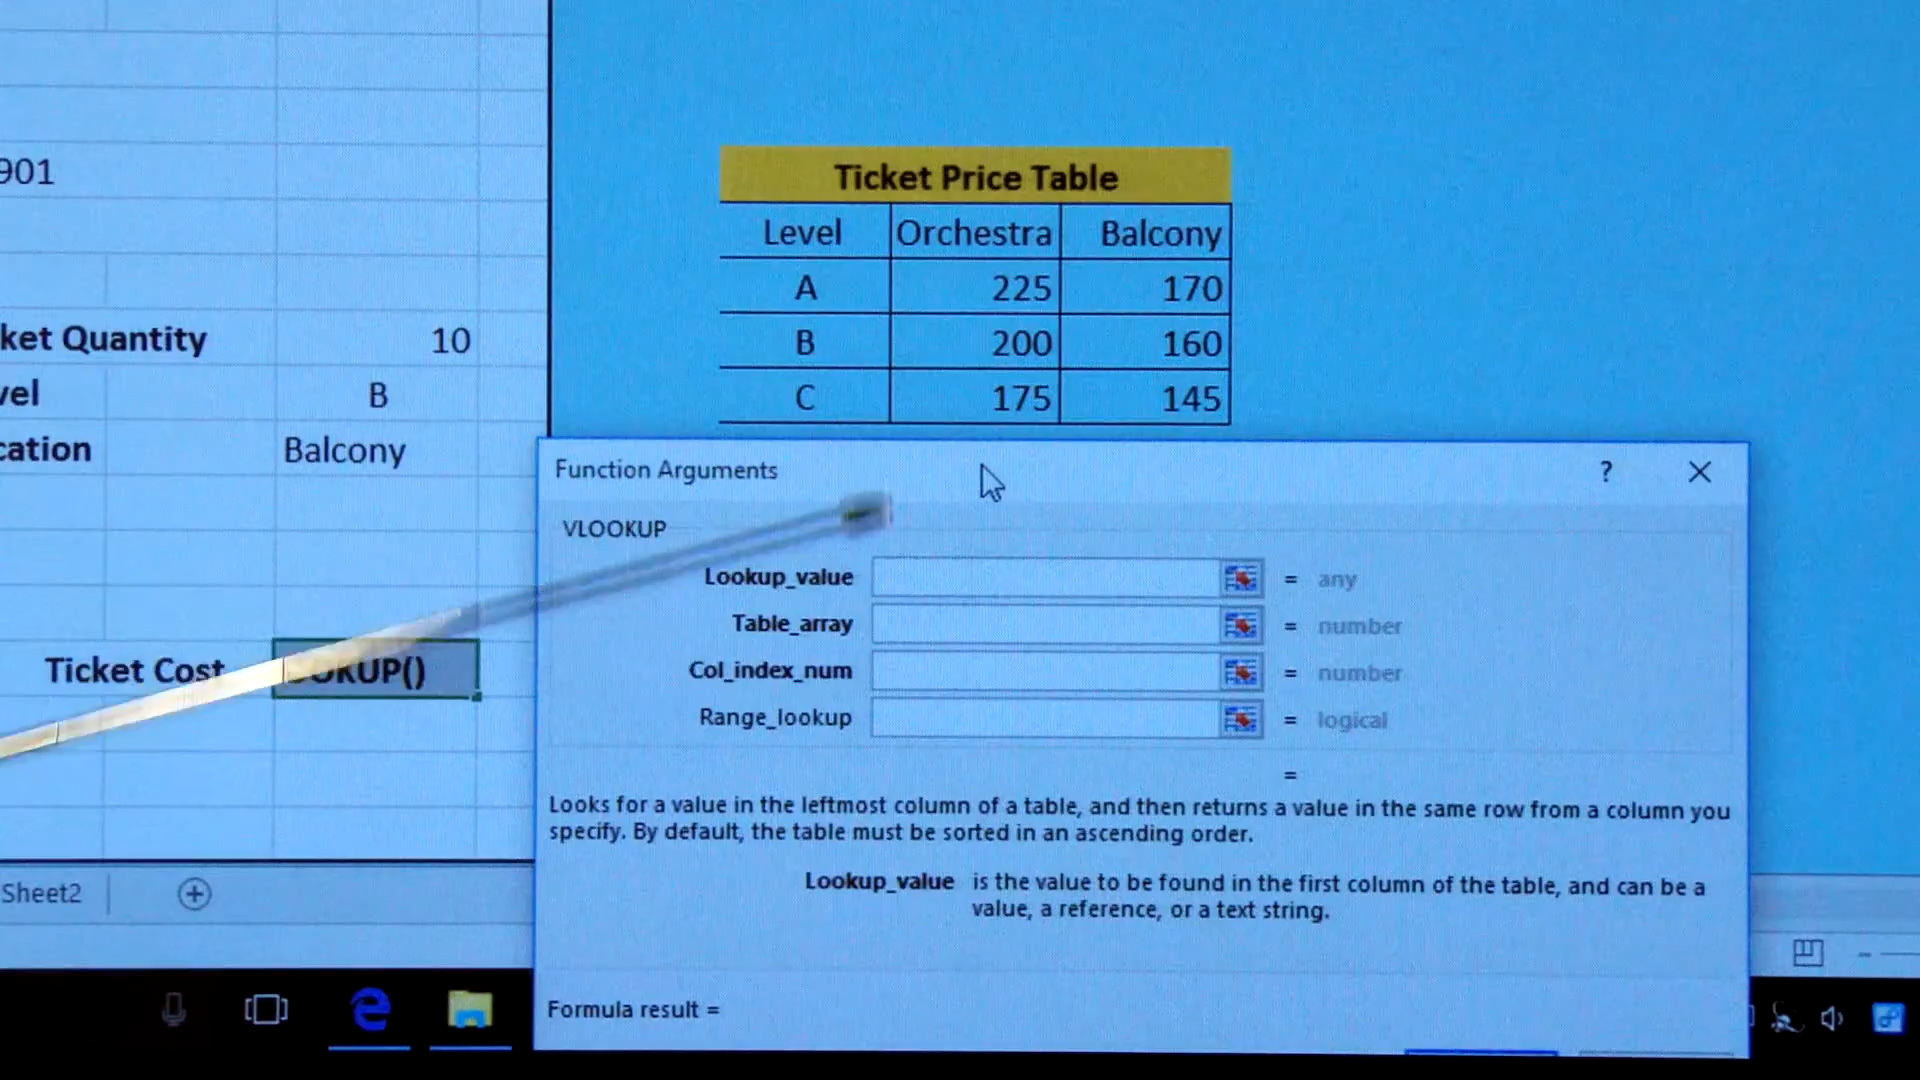 901
Ticket Price Table
Level Orchestra Balcony
A 225 170
B 200 160
C 175 145
ket Quantity 10
vel B
cation Balcony
Ticket Cost OKUP()
Function Arguments ? 
VLOOKUP
Lookup_value = any
Table_array = number
Col_index_num = number
Range_lookup = logical
=
Looks for a value in the leftmost column of a table, and then returns a value in the same row from a column you
specify. By default, the table must be sorted in an ascending order.
Lookup_value is the value to be found in the first column of the table, and can be a
value, a reference, or a text string.
Formula result =
Sheet2